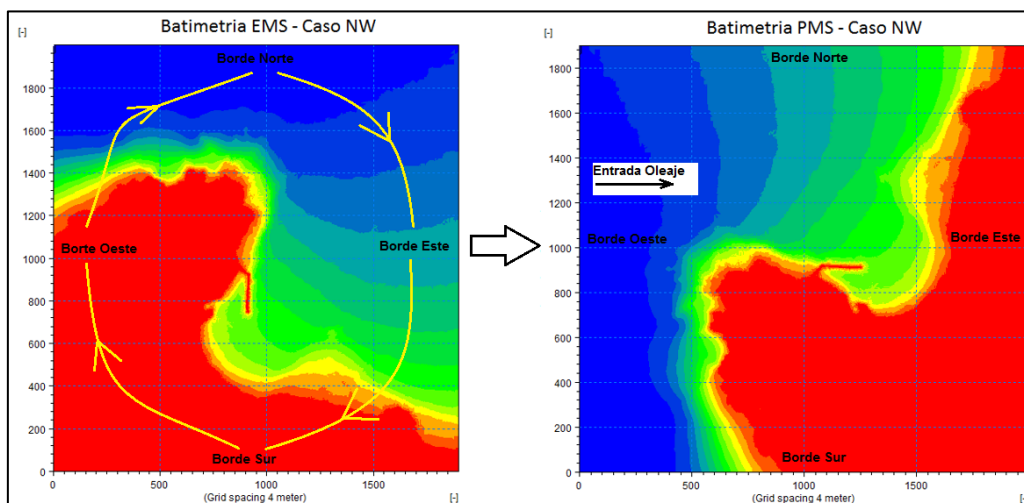 Batimetria EMS - Caso NW
[-]
Borde Norte
1800
1600
1400
1200
1000
800
600
400
200
0
Borte Oeste
Borde Este
Borde Sur
0
500
1000
1500
(Grid spacing 4 meter)
[-]
Batimetria PMS - Caso NW
[-]
Borde Norte
1800
1600
1400
1200
1000
800
600
400
200
0
Entrada Oleaje
Borde Oeste
Borde Este
Borde Sur
0
500
1000
1500
(Grid spacing 4 meter)
[-]